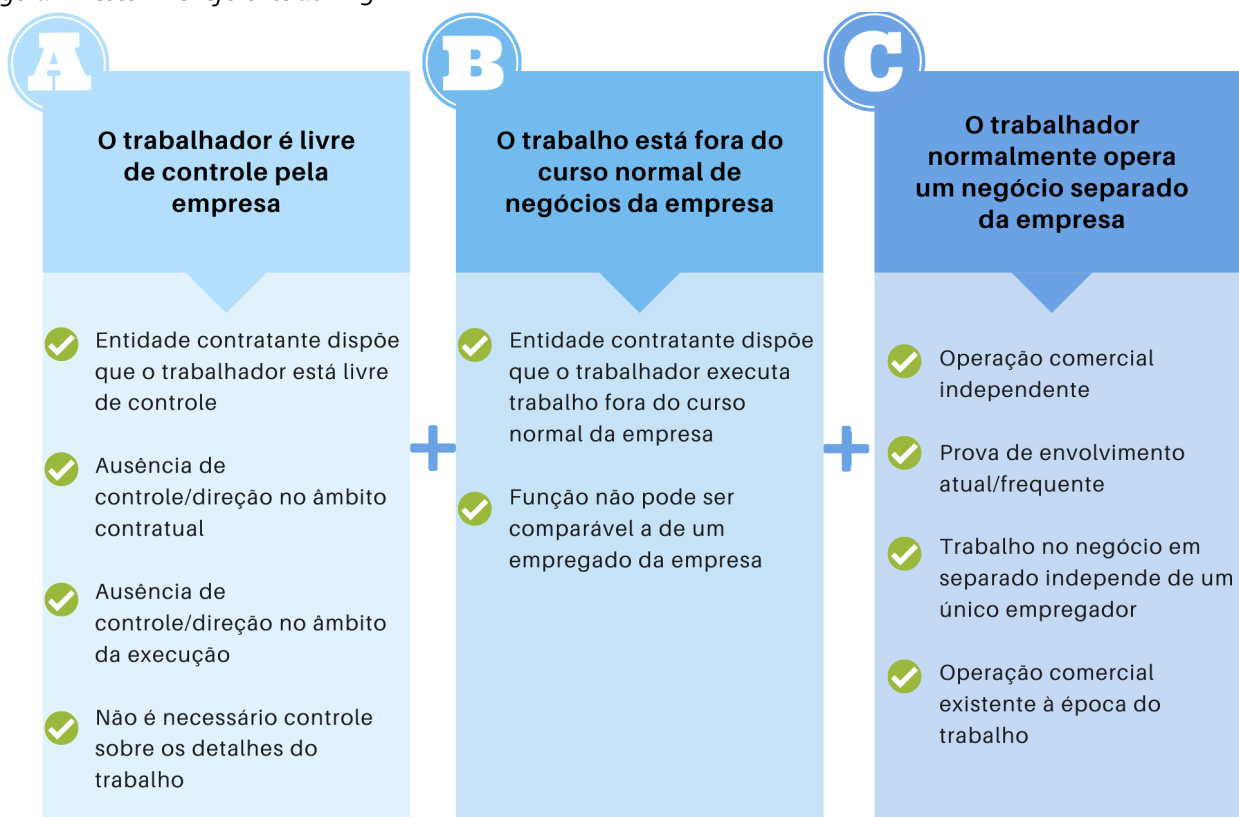 A
O trabalhador é livre
de controle pela
empresa
Entidade contratante dispõe
que o trabalhador está livre
de controle
Ausência de
controle/direção no âmbito
contratual
Ausência de
controle/direção no âmbito
da execução
Não é necessário controle
sobre os detalhes do
trabalho
+
B
O trabalho está fora do
curso normal de
negócios da empresa
Entidade contratante dispõe
que o trabalhador executa
trabalho fora do curso
normal da empresa
Função não pode ser
comparável a de um
empregado da empresa
+
C
O trabalhador
normalmente opera
um negócio separado
da empresa
Operação comercial
independente
Prova de envolvimento
atual/frequente
Trabalho no negócio em
separado independe de um
único empregador
Operação comercial
existente à época do
trabalho